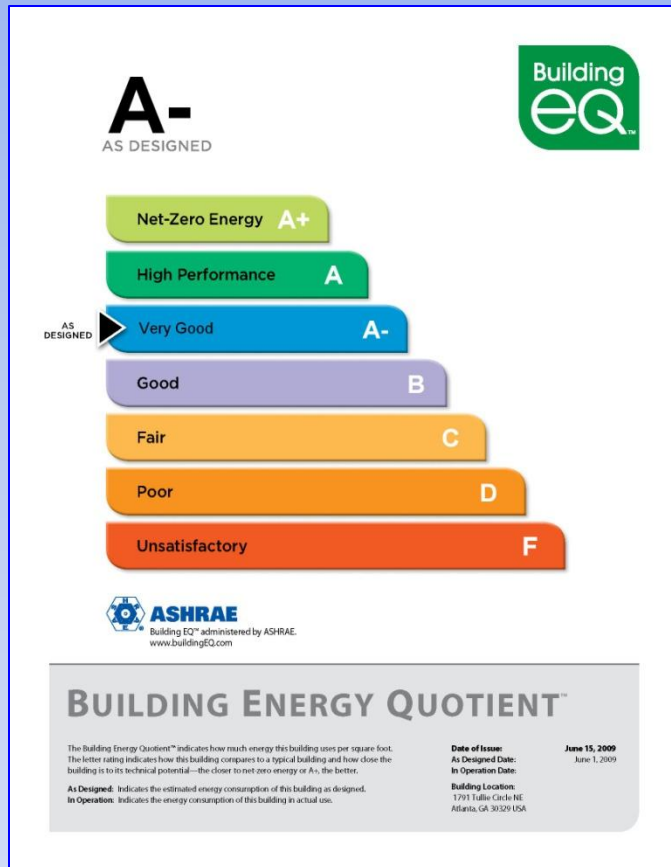 A-
AS DESIGNED
Building
eQ™
Net-Zero Energy A+
High Performance A
AS
DESIGNED
Very Good A-
Good B
Fair C
Poor D
Unsatisfactory F
ASHRAE
Building EQ™ administered by ASHRAE.
www.buildingEQ.com
BUILDING ENERGY QUOTIENT™
The Building Energy Quotient™ indicates how much energy this building uses per square foot.
The letter rating indicates how this building compares to a typical building and how close the
building is to its technical potential—the closer to net-zero energy or A+, the better.
As Designed: Indicates the estimated energy consumption of this building as designed.
In Operation: Indicates the energy consumption of this building in actual use.
Date of Issue: June 15, 2009
As Designed Date: June 1, 2009
In Operation Date:
Building Location:
1791 Tullie Circle NE
Atlanta, GA 30329 USA